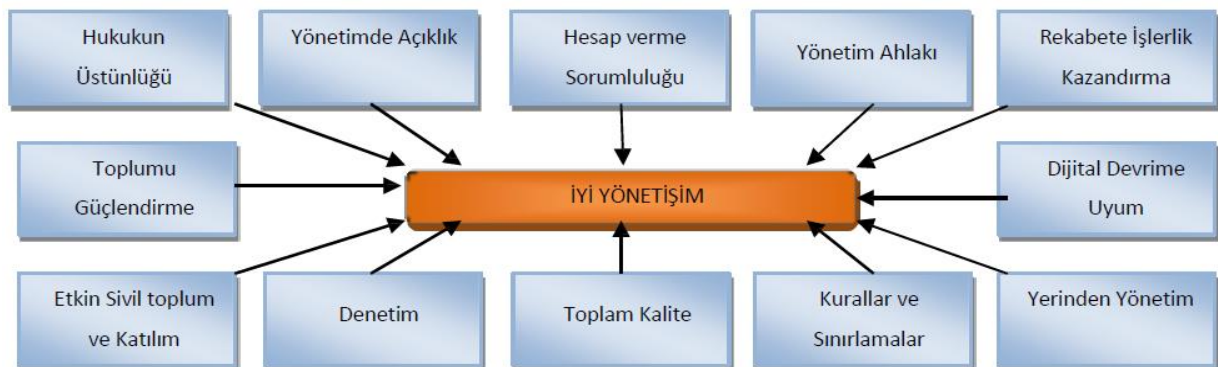 Hukukun
Üstünlüğü
Yönetimde Açıklık
Hesap verme
Sorumluluğu
Yönetim Ahlakı
Rekabete İşlerlik
Kazandırma
Toplumu
Güçlendirme
İYİ YÖNETİŞİM
Dijital Devrime
Uyum
Etkin Sivil toplum
ve Katılım
Denetim
Toplam Kalite
Kurallar ve
Sınırlamalar
Yerinden Yönetim